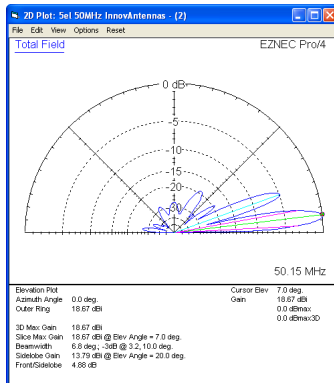 2D Plot: 5el 50MHz InnovAntennas - (2)
File Edit View Options Reset
Total Field
EZNEC Pro/4
0 dB
-5
-10
-15
-20
-30
50.15 MHz
Elevation Plot
Azimuth Angle 0.0 deg.
Outer Ring 18.67 dBi
Cursor Elev 7.0 deg.
Gain 18.67 dBi
0.0 dBmax
0.0 dBmax3D
3D Max Gain 18.67 dBi
Slice Max Gain 18.67 dBi @ Elev Angle = 7.0 deg.
Beamwidth 6.8 deg.; -3dB @ 3.2, 10.0 deg.
Sidelobe Gain 13.79 dBi @ Elev Angle = 20.0 deg.
Front/Sidelobe 4.88 dB